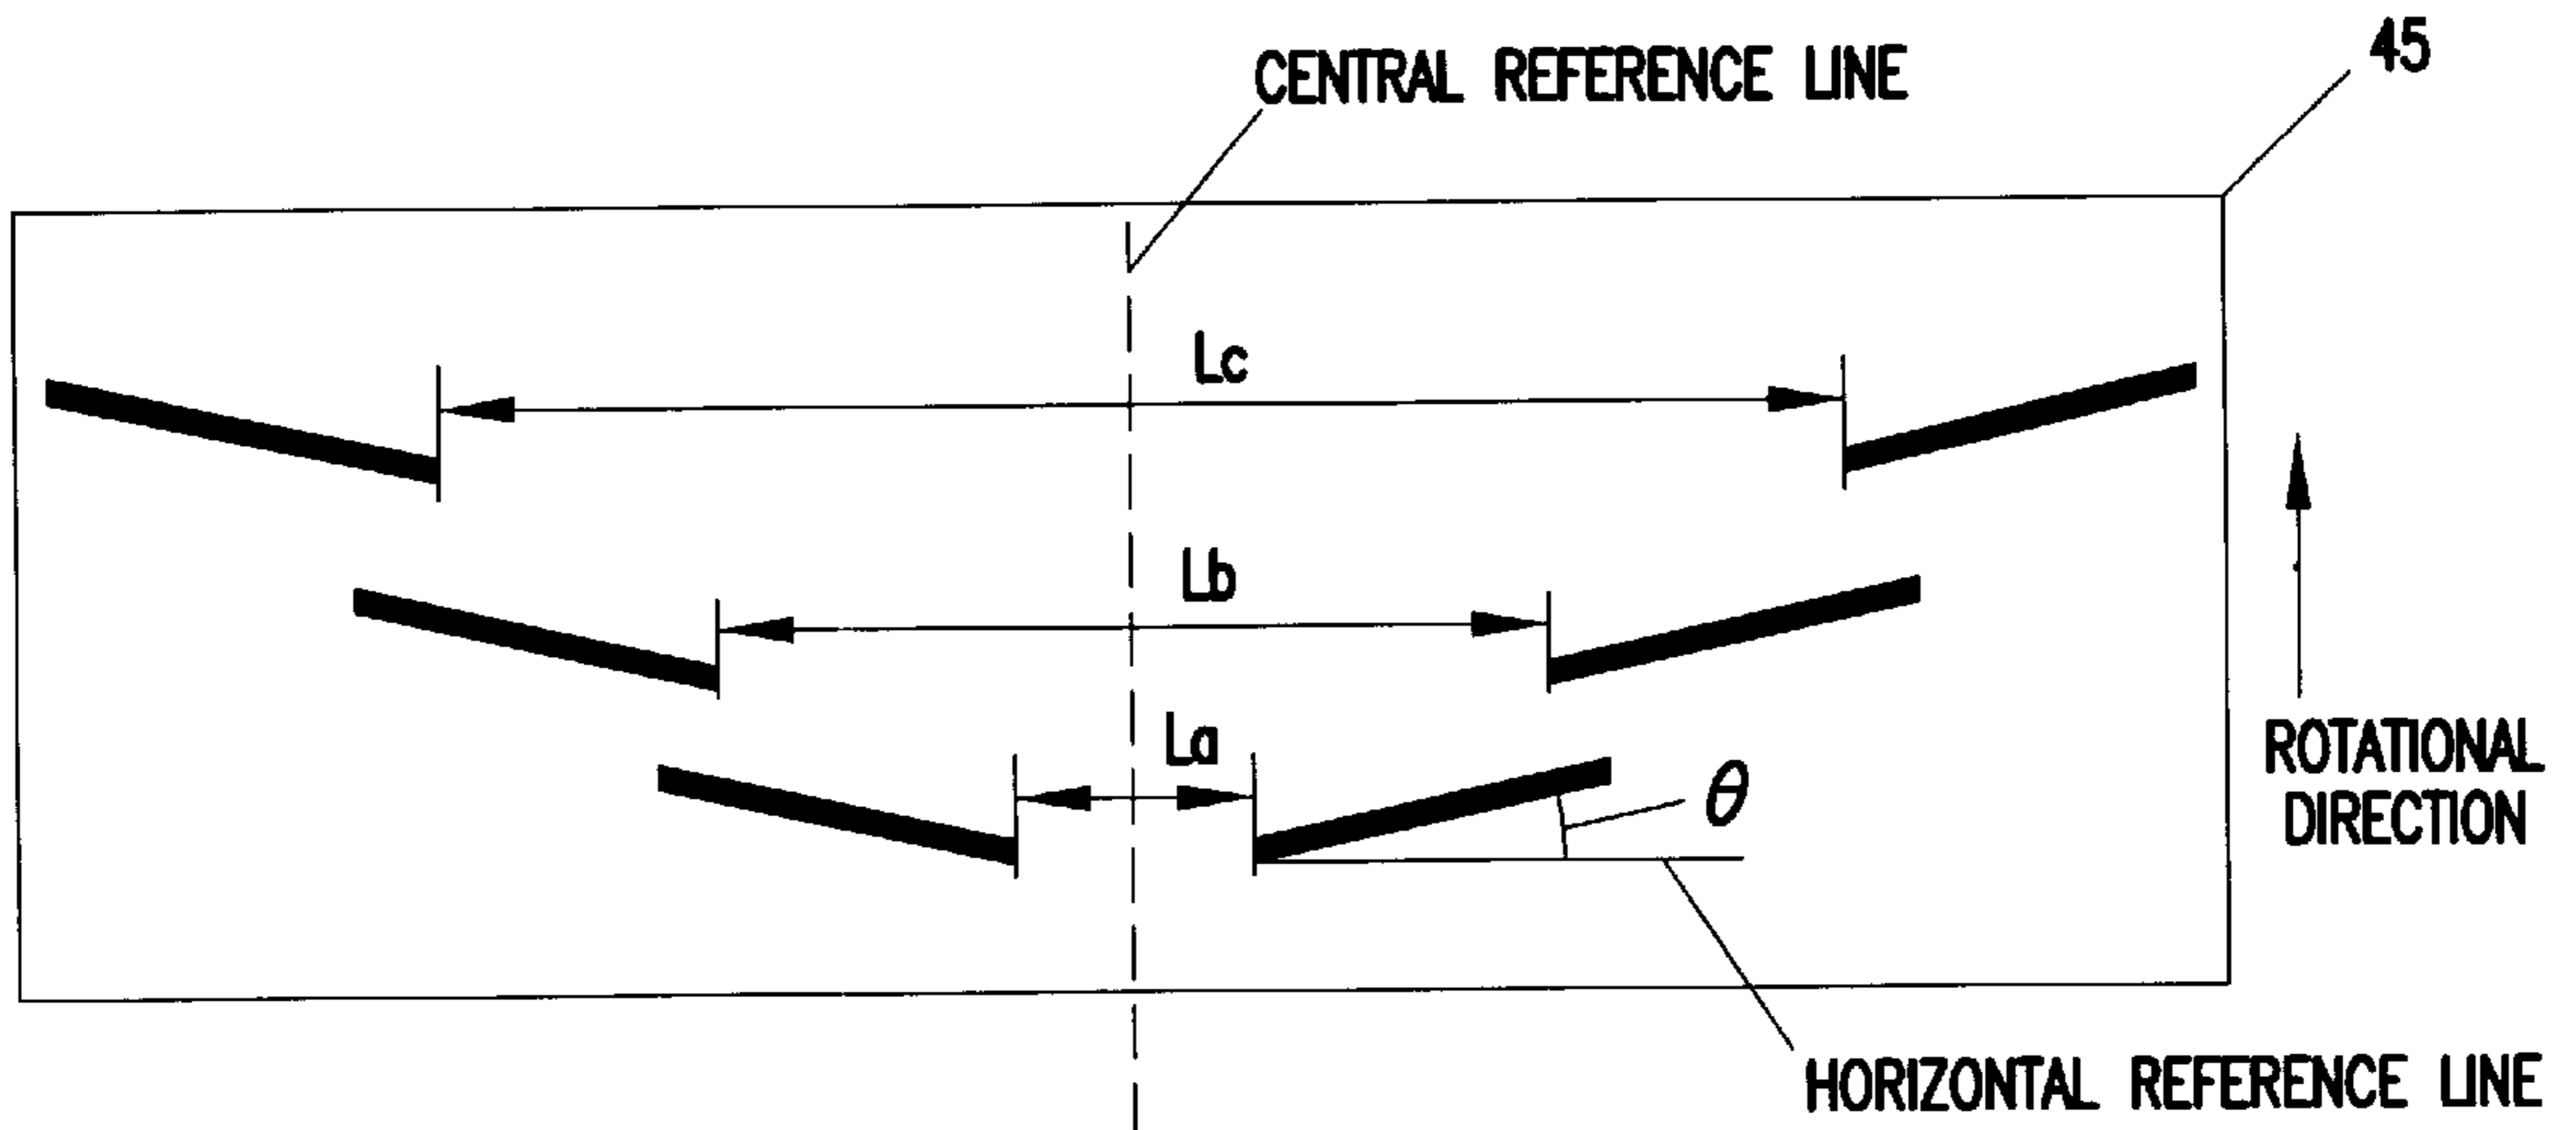 45
CENTRAL REFERENCE LINE
Lc
Lb
La
θ
ROTATIONAL
DIRECTION
HORIZONTAL REFERENCE LINE